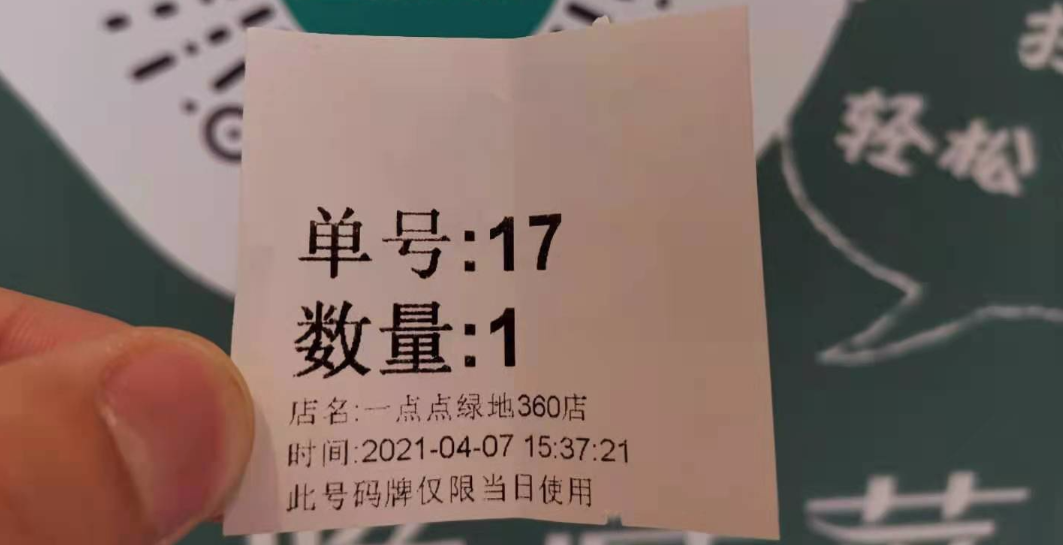 单号:17
数量:1
店名:一点点绿地360店
时间:2021-04-07 15:37:21
此号码牌仅限当日使用
轻松